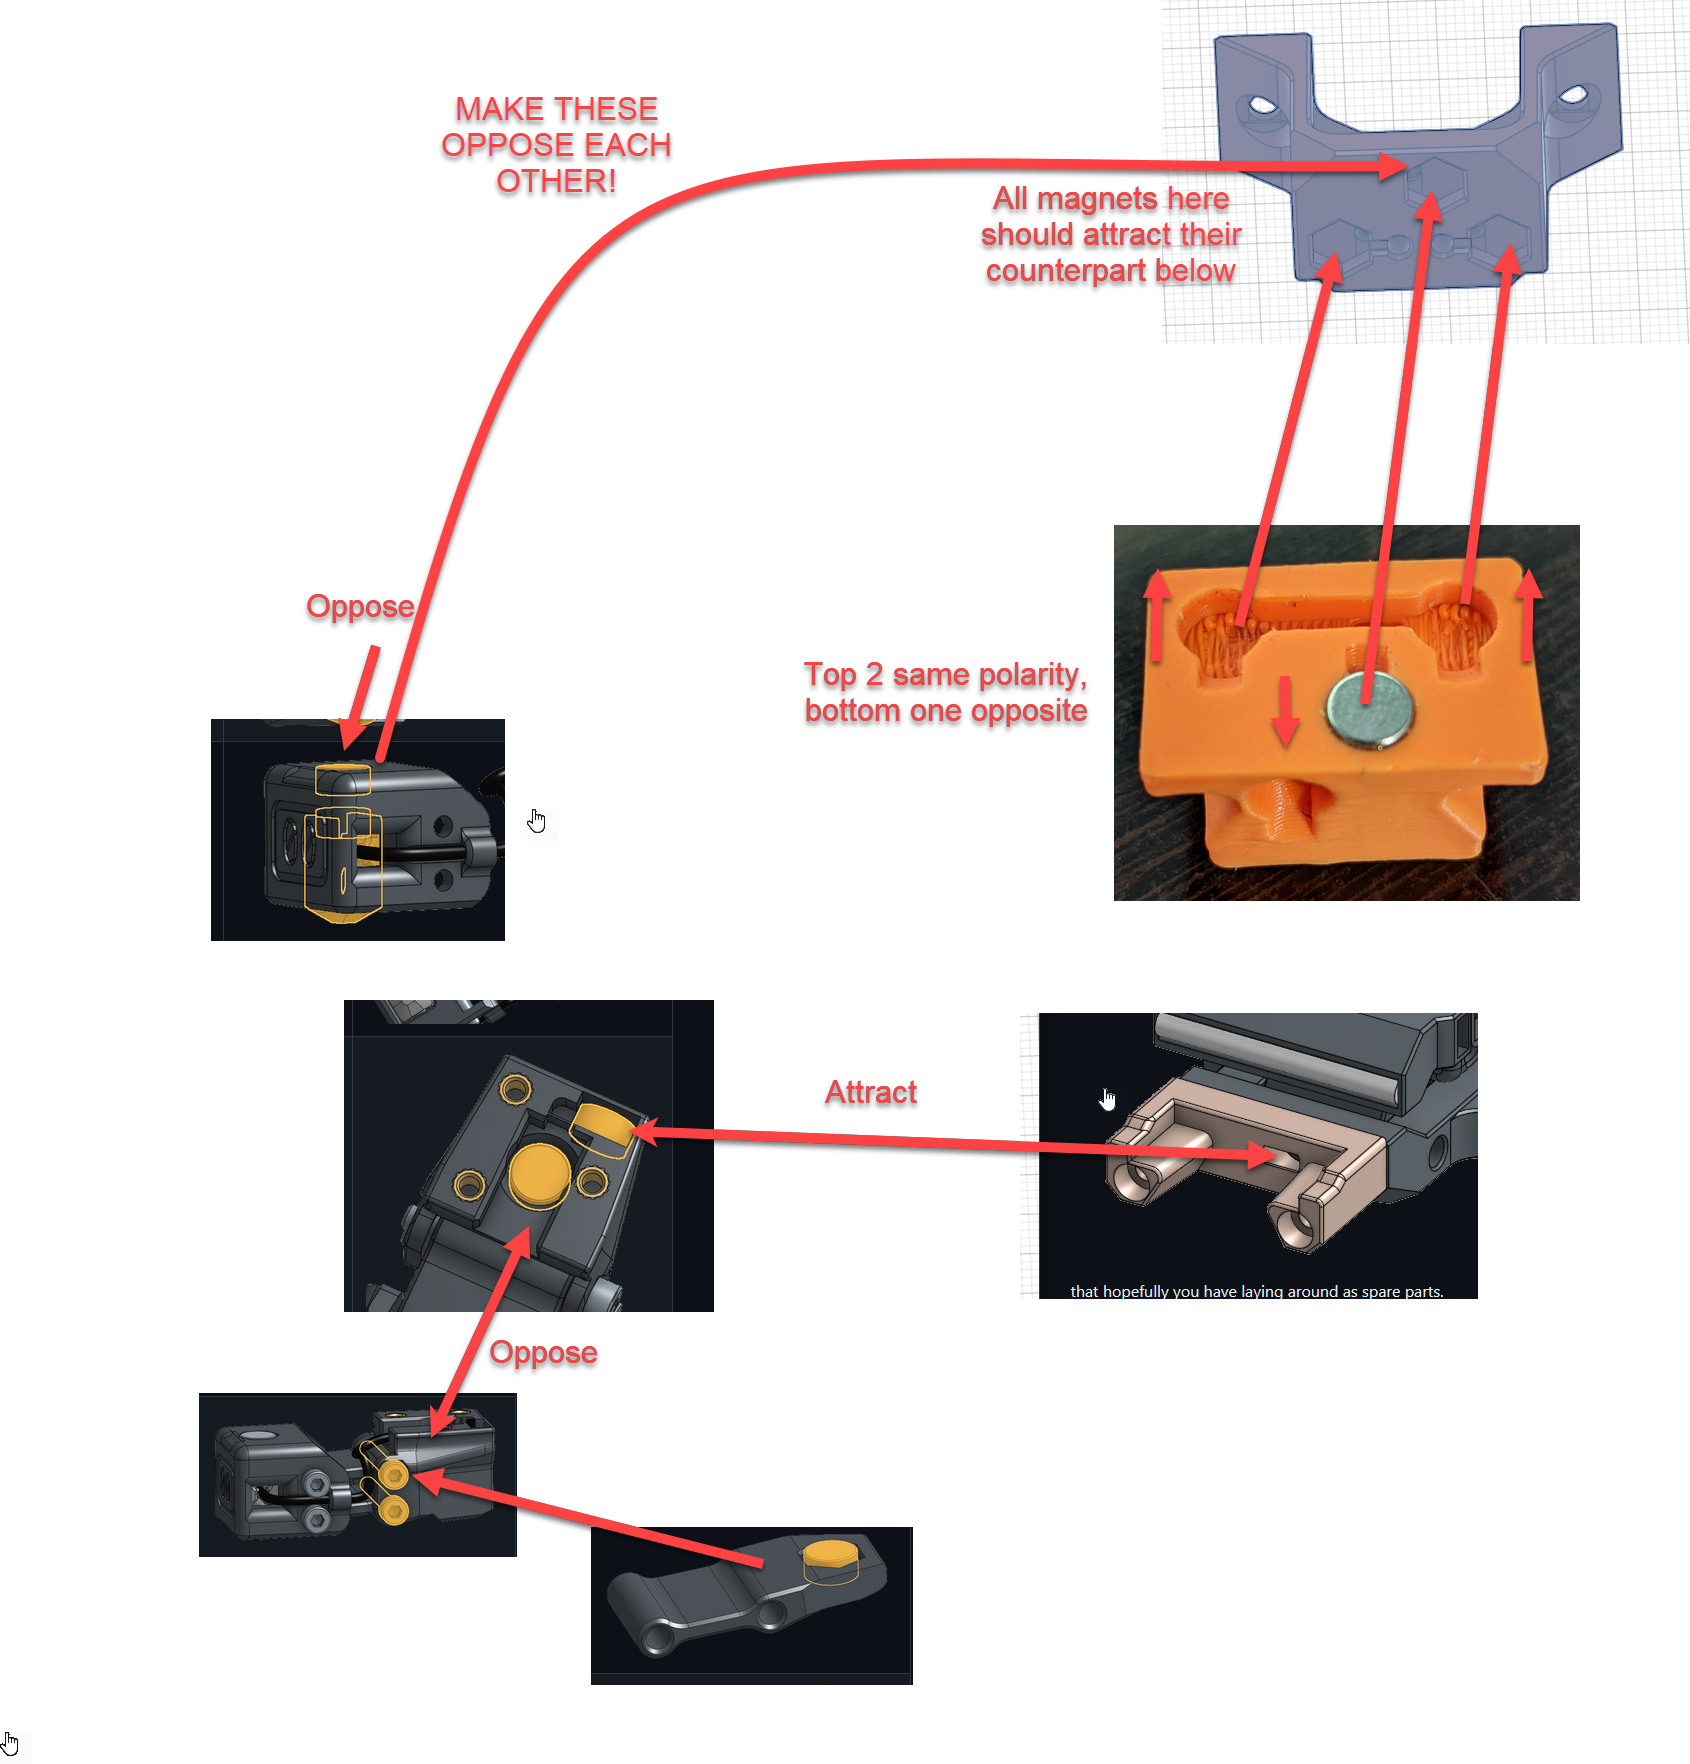 MAKE THESE
OPPOSE EACH
OTHER!
All magnets here
should attract their
counterpart below
Oppose
Top 2 same polarity,
bottom one opposite
Attract
that hopefully you have laying around as spare parts.
Oppose